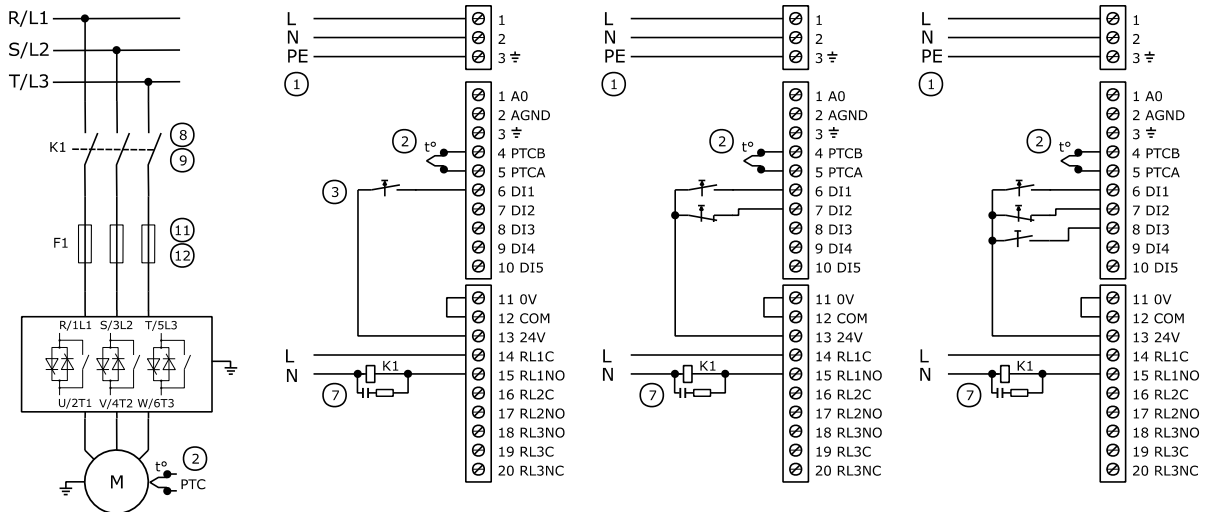 R/L1
S/L2
T/L3
K1
8
9
F1
11
12
R/1L1 S/3L2 T/5L3
U/2T1 V/4T2 W/6T3
M
t°
2
PTC
L
N
PE
1
1
2
3
1 A0
2 AGND
3
4 PTCB
5 PTCA
6 DI1
7 DI2
8 DI3
9 DI4
10 DI5
2
t°
3
11 0V
12 COM
13 24V
14 RL1C
15 RL1NO
16 RL2C
17 RL2NO
18 RL3NO
19 RL3C
20 RL3NC
L
N
K1
7
L
N
PE
1
1
2
3
1 A0
2 AGND
3
4 PTCB
5 PTCA
6 DI1
7 DI2
8 DI3
9 DI4
10 DI5
2
t°
11 0V
12 COM
13 24V
14 RL1C
15 RL1NO
16 RL2C
17 RL2NO
18 RL3NO
19 RL3C
20 RL3NC
L
N
K1
7
L
N
PE
1
1
2
3
1 A0
2 AGND
3
4 PTCB
5 PTCA
6 DI1
7 DI2
8 DI3
9 DI4
10 DI5
2
t°
11 0V
12 COM
13 24V
14 RL1C
15 RL1NO
16 RL2C
17 RL2NO
18 RL3NO
19 RL3C
20 RL3NC
L
N
K1
7